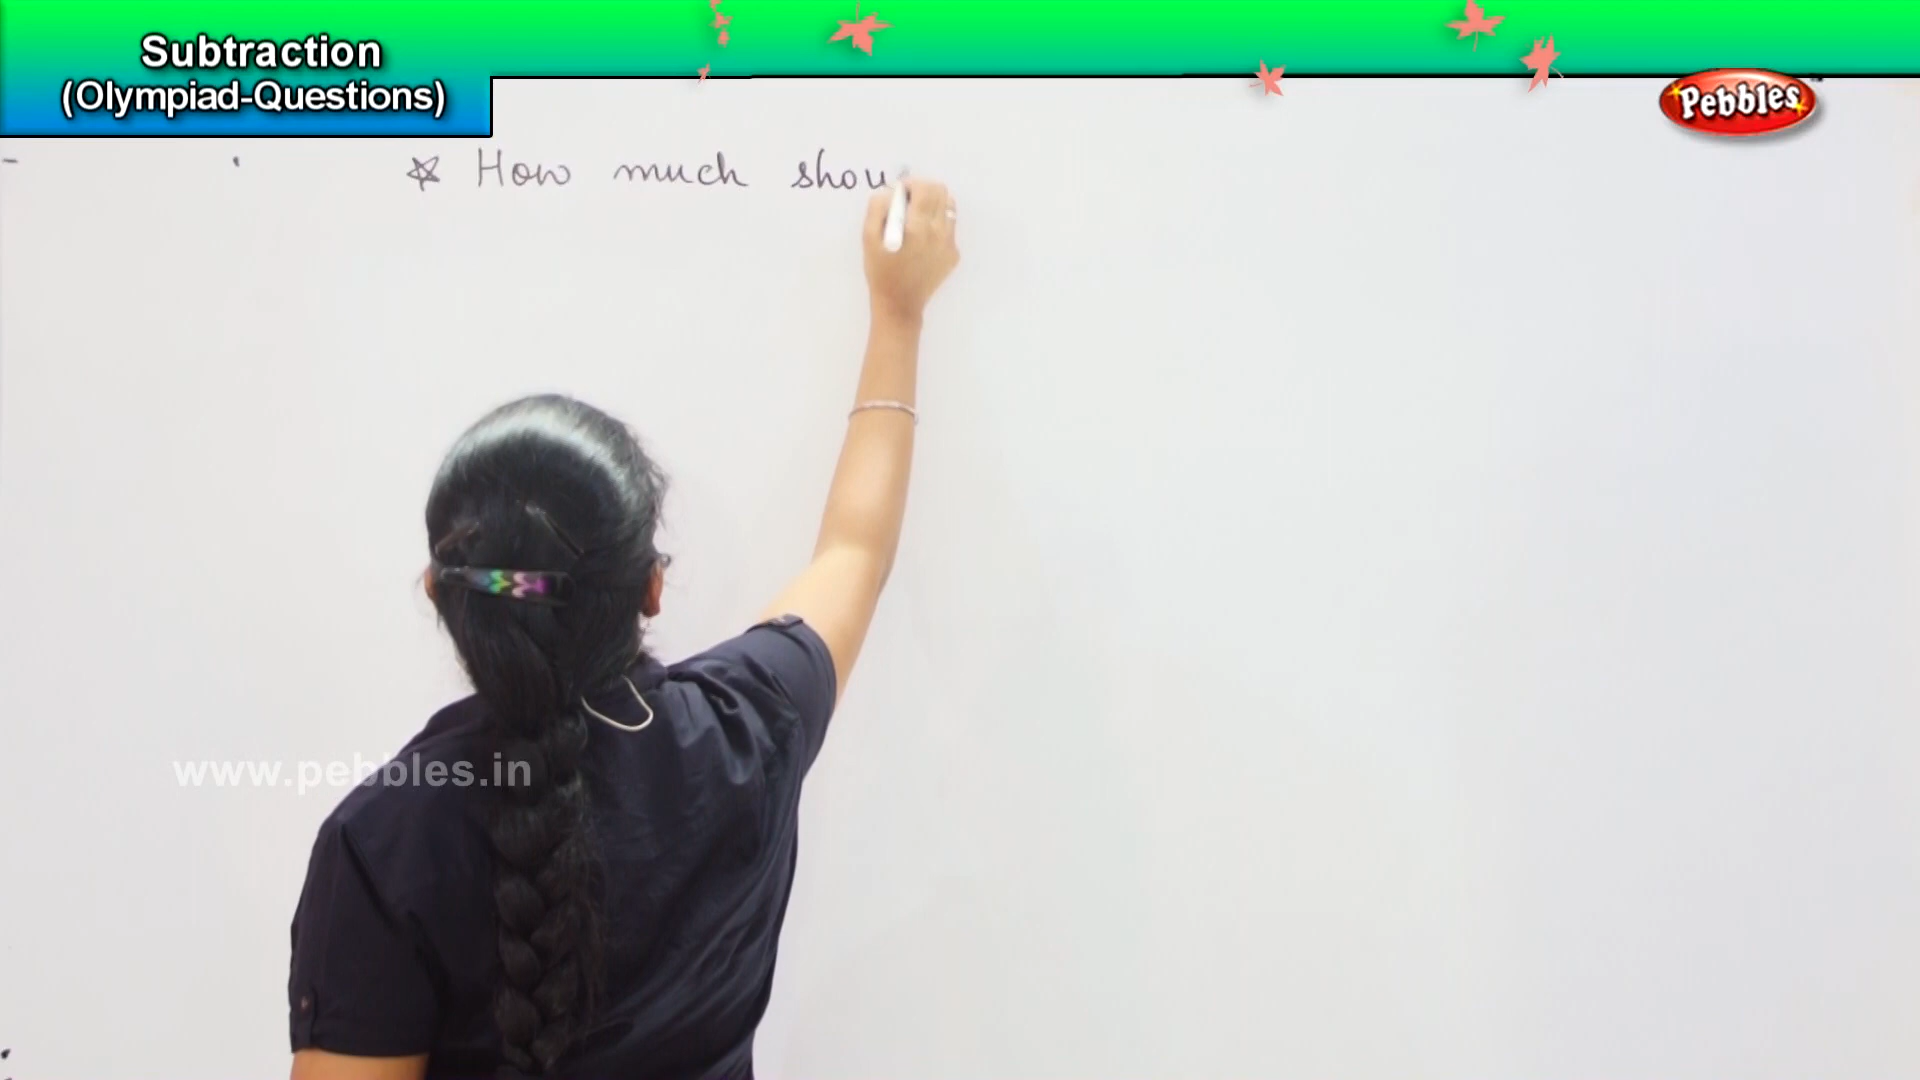 Subtraction
(Olympiad-Questions)
Pebbles
☆ How much shou
www.pebbles.in